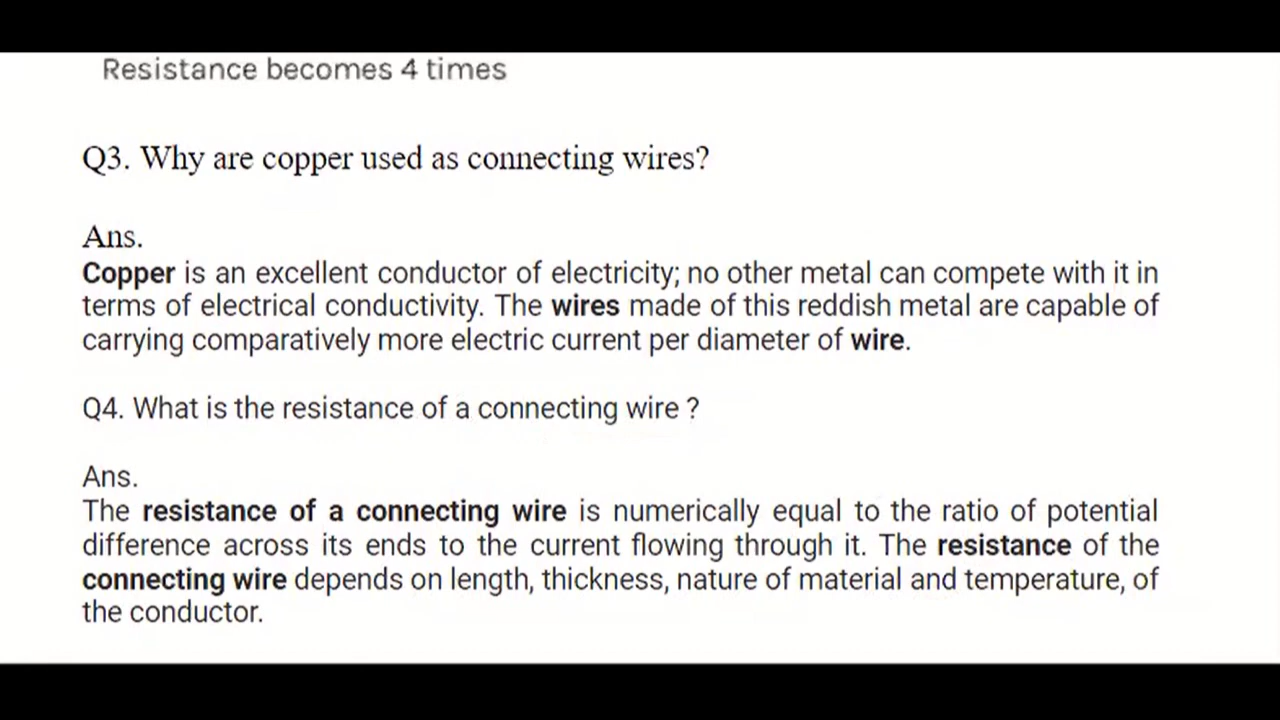 Resistance becomes 4 times
Q3. Why are copper used as connecting wires?
Ans.
Copper is an excellent conductor of electricity; no other metal can compete with it in
terms of electrical conductivity. The wires made of this reddish metal are capable of
carrying comparatively more electric current per diameter of wire.
Q4. What is the resistance of a connecting wire ?
Ans.
The resistance of a connecting wire is numerically equal to the ratio of potential
difference across its ends to the current flowing through it. The resistance of the
connecting wire depends on length, thickness, nature of material and temperature, of
the conductor.